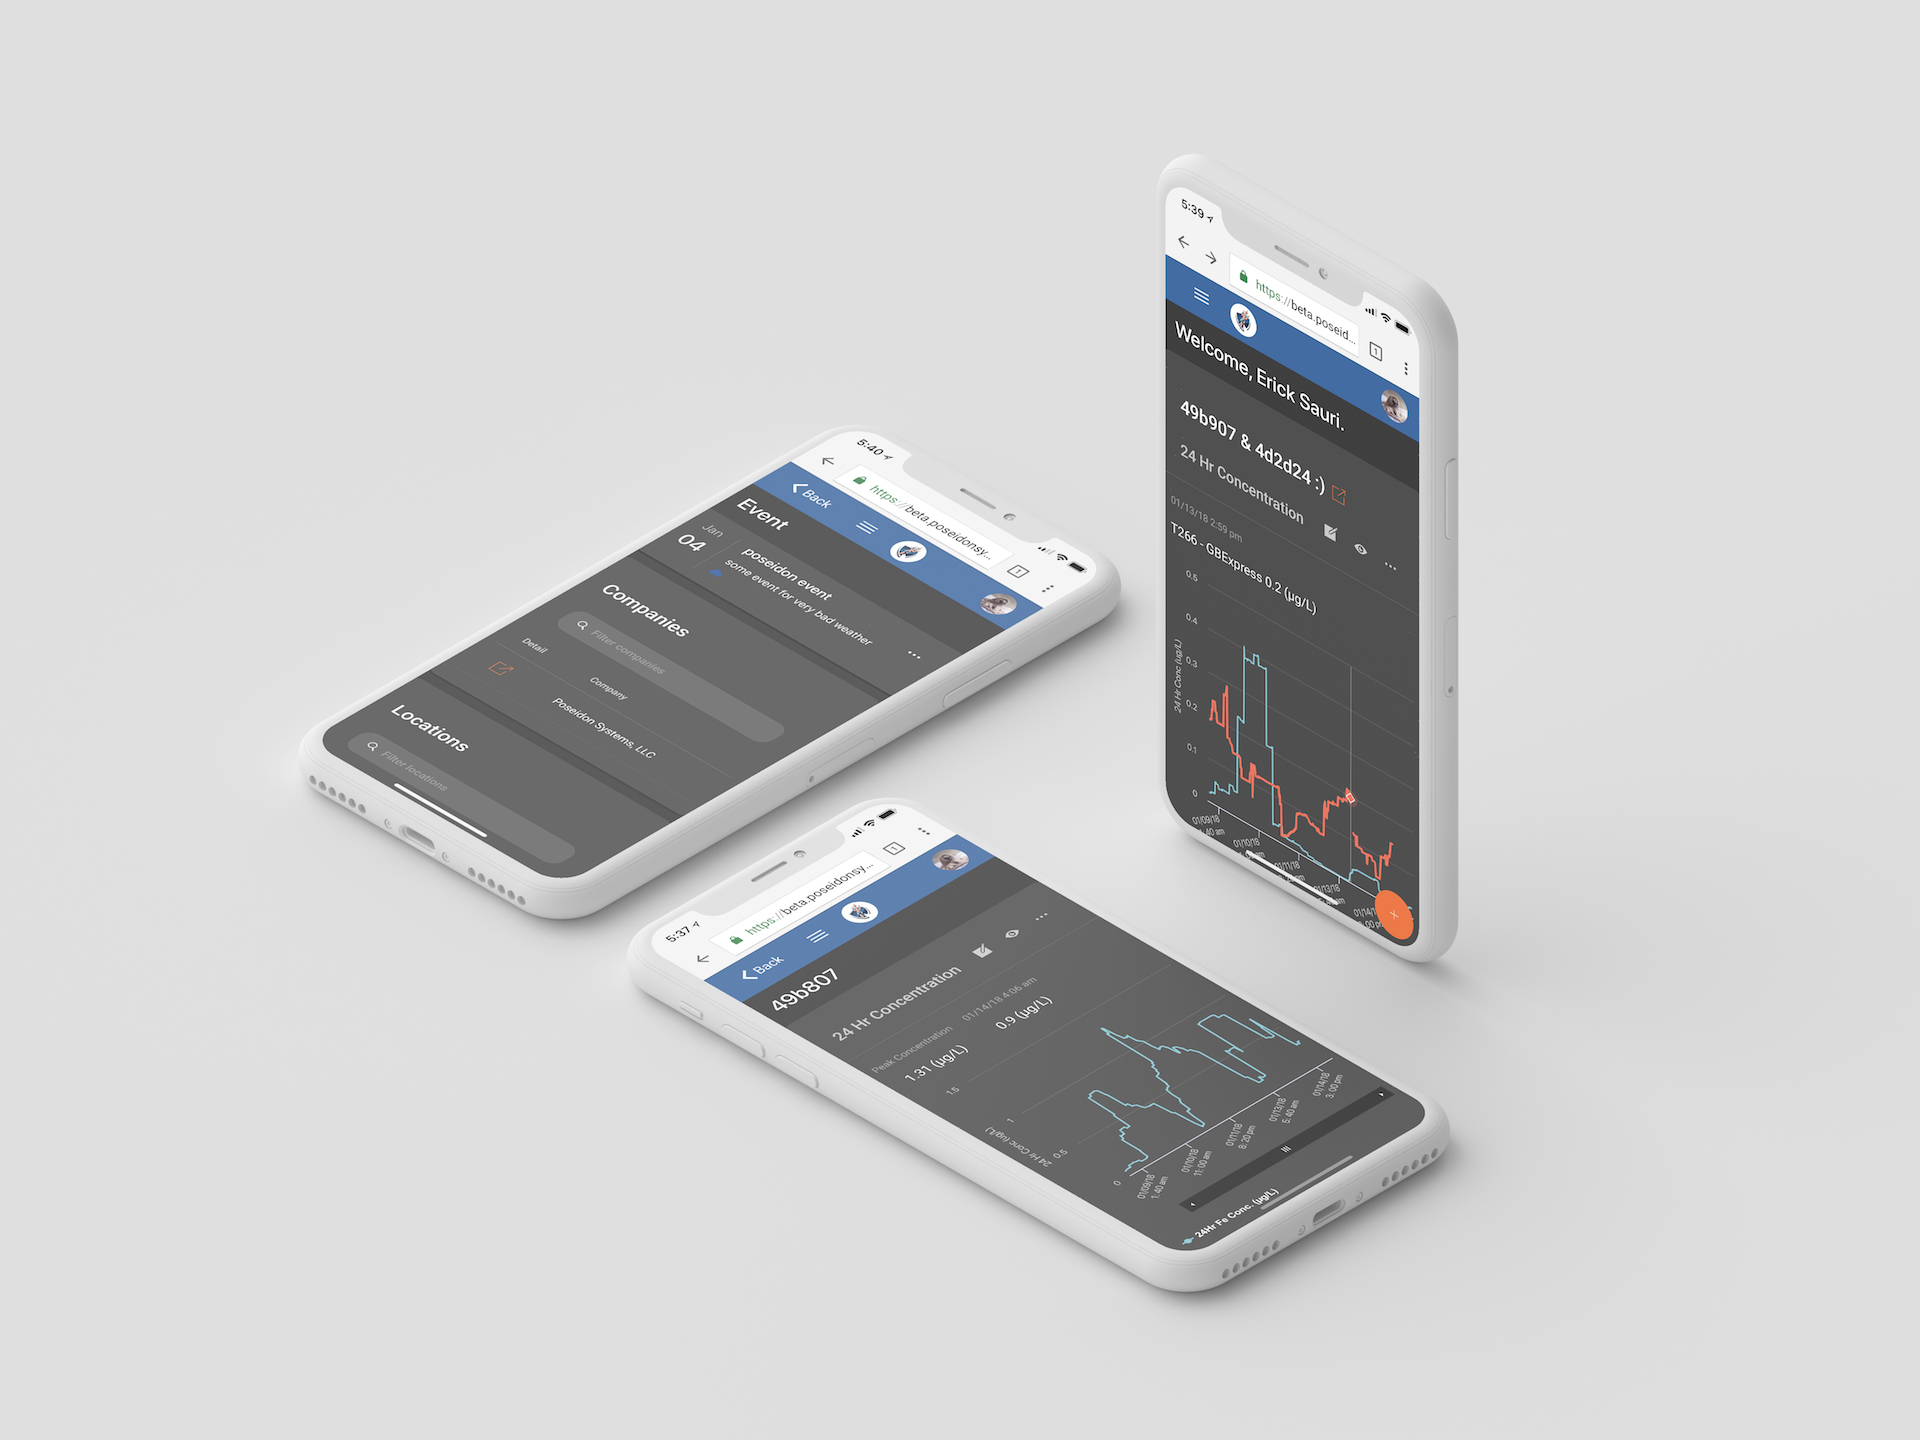 5:40
https://beta.poseidonsy...
1
Back
Event
Jan
04
poseidon event
some event for very bad weather
Companies
Filter companies
Detail
Company
Poseidon Systems, LLC
Locations
Filter locations
5:39
https://beta.poseid...
1
Welcome, Erick Sauri.
49b907 & 4d2d24 :)
24 Hr Concentration
01/13/18 2:59 pm
T266 - GBExpress 0.2 (µg/L)
0.5
0.4
0.3
0.2
0.1
0
24 Hr Conc (ug/L)
01/09/18
:40 am
01/10/18
01/11/18
01/13/18
01/14/1
:00 p
5:37
https://beta.poseidonsy...
1
Back
49b807
24 Hr Concentration
Peak Concentration
01/14/18 4:06 am
1.31 (µg/L)
0.9 (µg/L)
1.5
1
0.5
0
24 Hr Conc (ug/L)
01/09/18
1:40 am
01/10/18
11:00 am
01/11/18
8:20 pm
01/13/18
5:40 am
01/14/18
3:00 pm
24Hr Fe Conc. (µg/L)